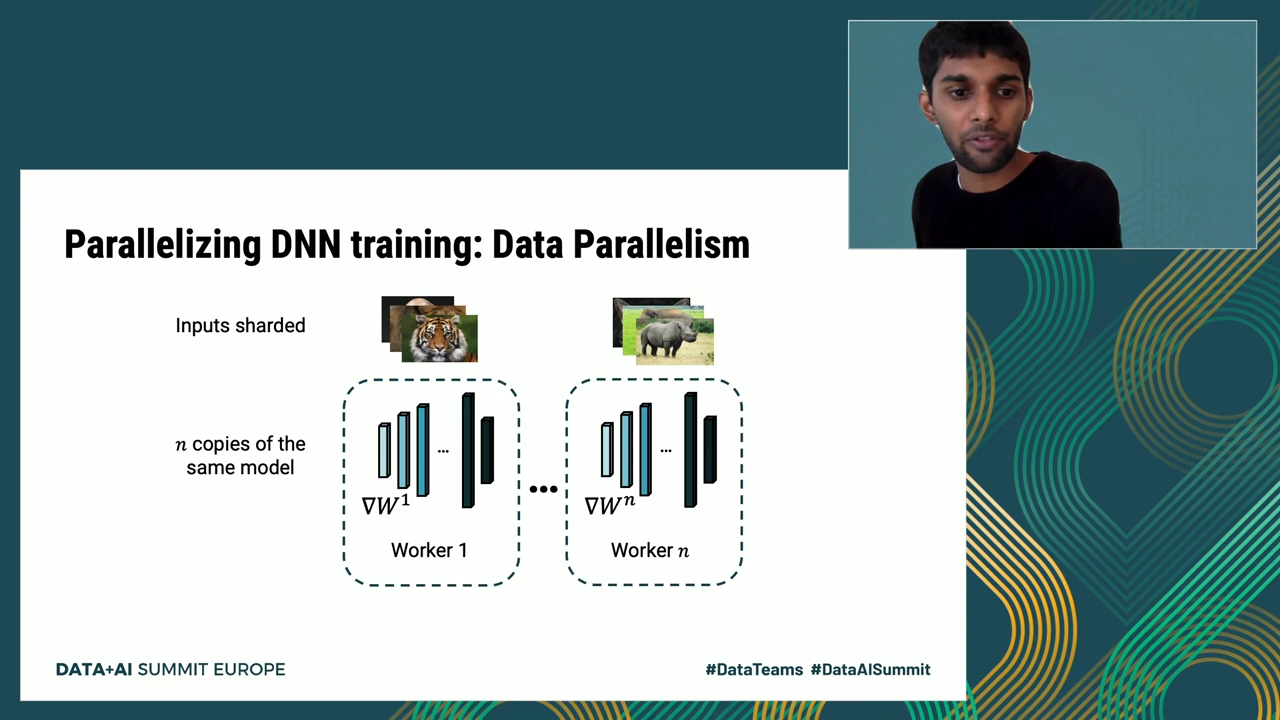 Parallelizing DNN training: Data Parallelism
Inputs sharded
n copies of the
same model
...
...
...
∇W¹
∇Wⁿ
Worker 1
Worker n
DATA+AI SUMMIT EUROPE
#DataTeams #DataAISummit